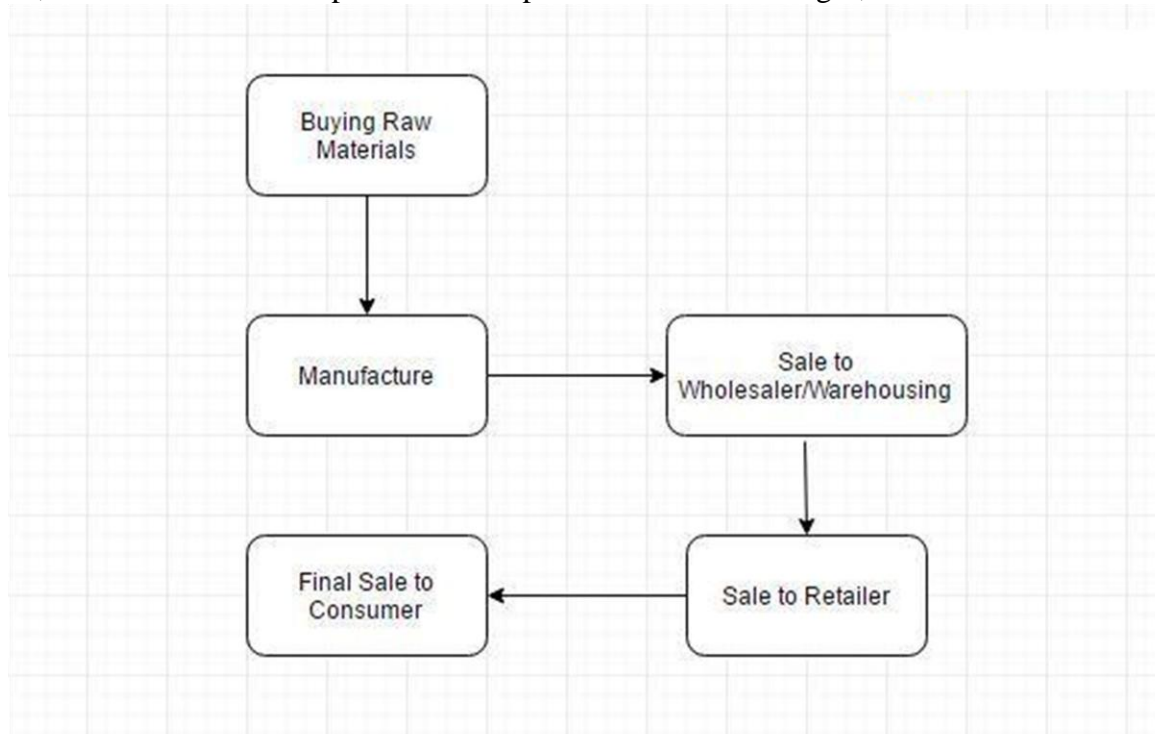 Buying Raw
Materials
Manufacture
Sale to
Wholesaler/Warehousing
Sale to Retailer
Final Sale to
Consumer